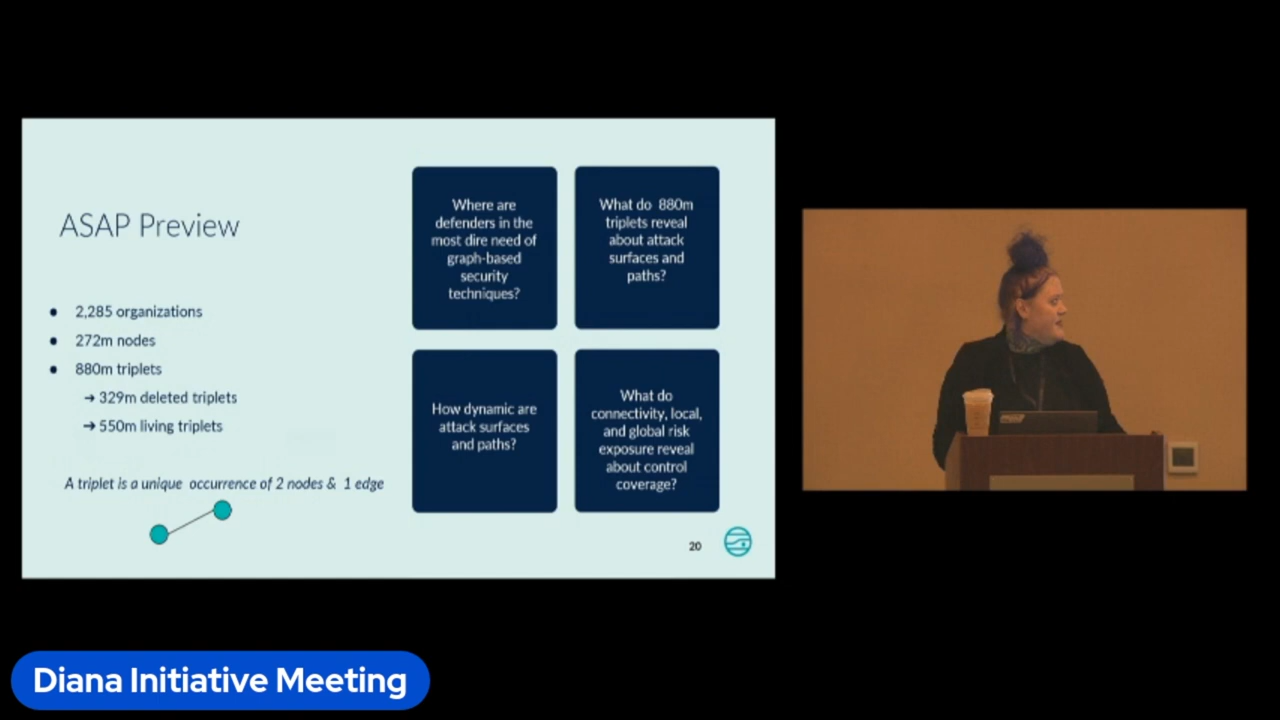 ASAP Preview
● 2,285 organizations
● 272m nodes
● 880m triplets
➔ 329m deleted triplets
➔ 550m living triplets
A triplet is a unique occurrence of 2 nodes & 1 edge
Where are
defenders in the
most dire need of
graph-based
security
techniques?
What do 880m
triplets reveal
about attack
surfaces and
paths?
How dynamic are
attack surfaces
and paths?
What do
connectivity, local,
and global risk
exposure reveal
about control
coverage?
20
Diana Initiative Meeting